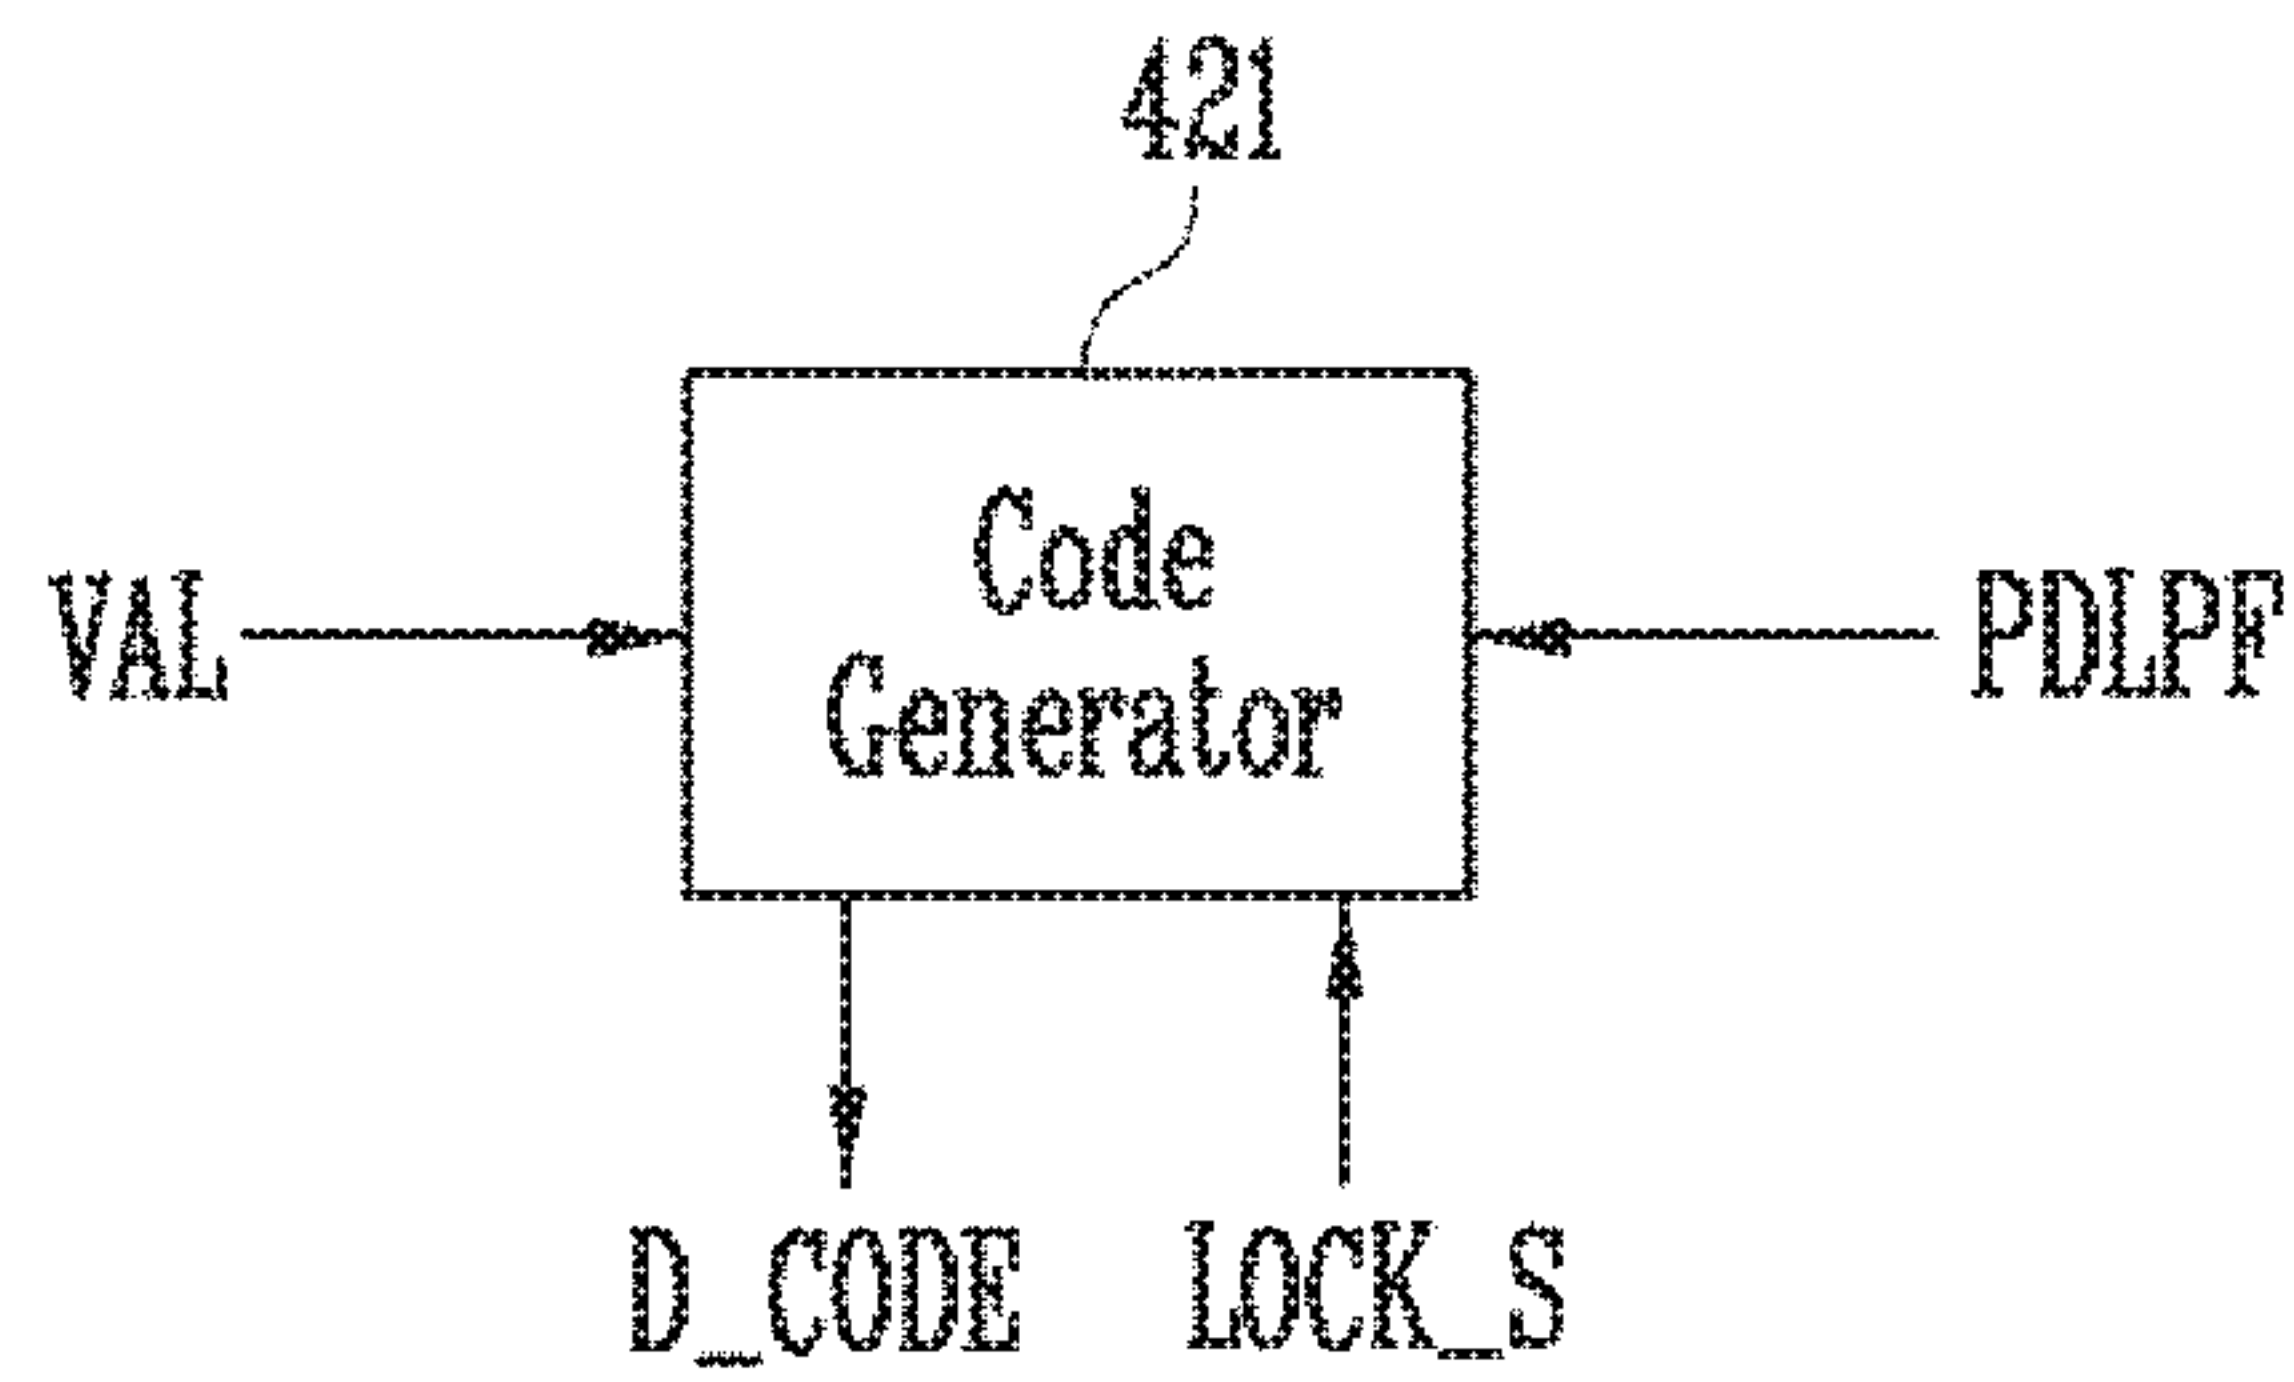 421
Code
Generator
VAL
PDLPF
D_CODE
LOCK_S